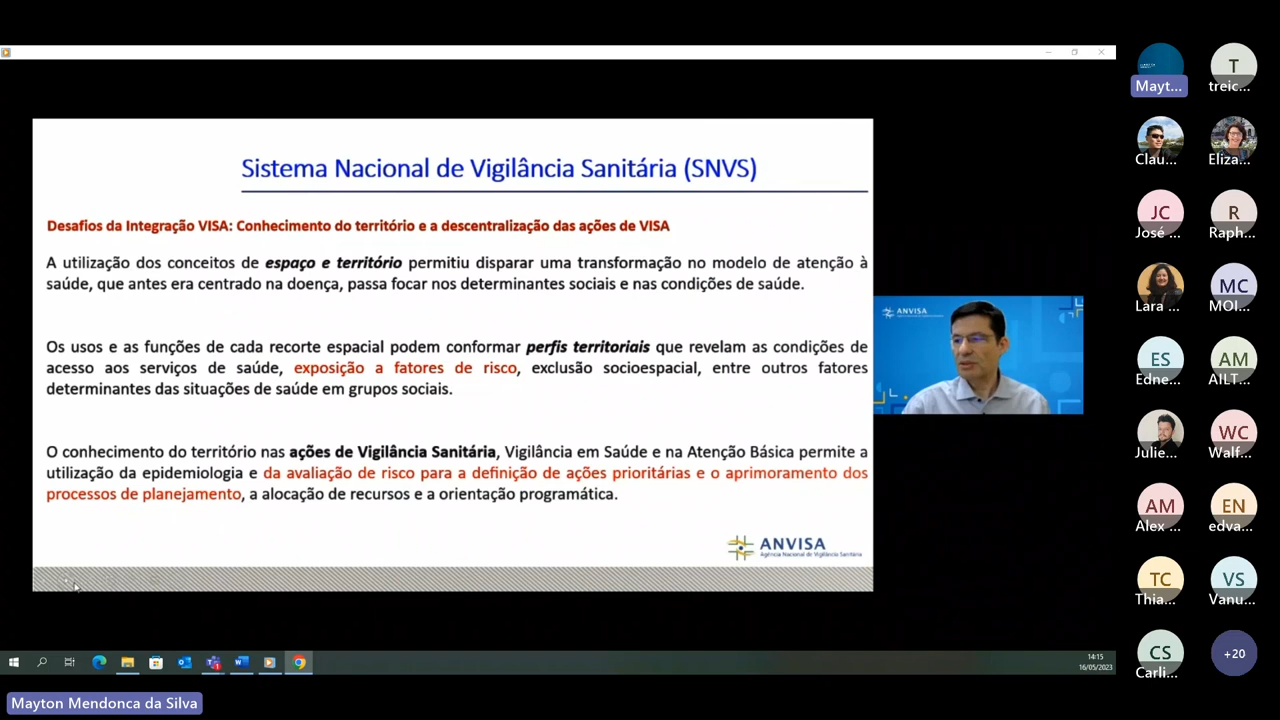 Sistema Nacional de Vigilância Sanitária (SNVS)
Desafios da Integração VISA: Conhecimento do território e a descentralização das ações de VISA
A utilização dos conceitos de espaço e território permitiu disparar uma transformação no modelo de atenção à
saúde, que antes era centrado na doença, passa focar nos determinantes sociais e nas condições de saúde.
Os usos e as funções de cada recorte espacial podem conformar perfis territoriais que revelam as condições de
acesso aos serviços de saúde, exposição a fatores de risco, exclusão socioespacial, entre outros fatores
determinantes das situações de saúde em grupos sociais.
O conhecimento do território nas ações de Vigilância Sanitária, Vigilância em Saúde e na Atenção Básica permite a
utilização da epidemiologia e da avaliação de risco para a definição de ações prioritárias e o aprimoramento dos
processos de planejamento, a alocação de recursos e a orientação programática.
ANVISA
Agência Nacional de Vigilância Sanitária
ANVISA
Mayt...
T
treic...
Clau...
Eliza...
JC
José ...
R
Raph...
Lara ...
MC
MOI...
ES
Edne...
AM
AILT...
Julie...
WC
Walf...
AM
Alex ...
EN
edva...
TC
Thia...
VS
Vanu...
CS
Carli...
+20
14:15
16/05/2023
Mayton Mendonca da Silva